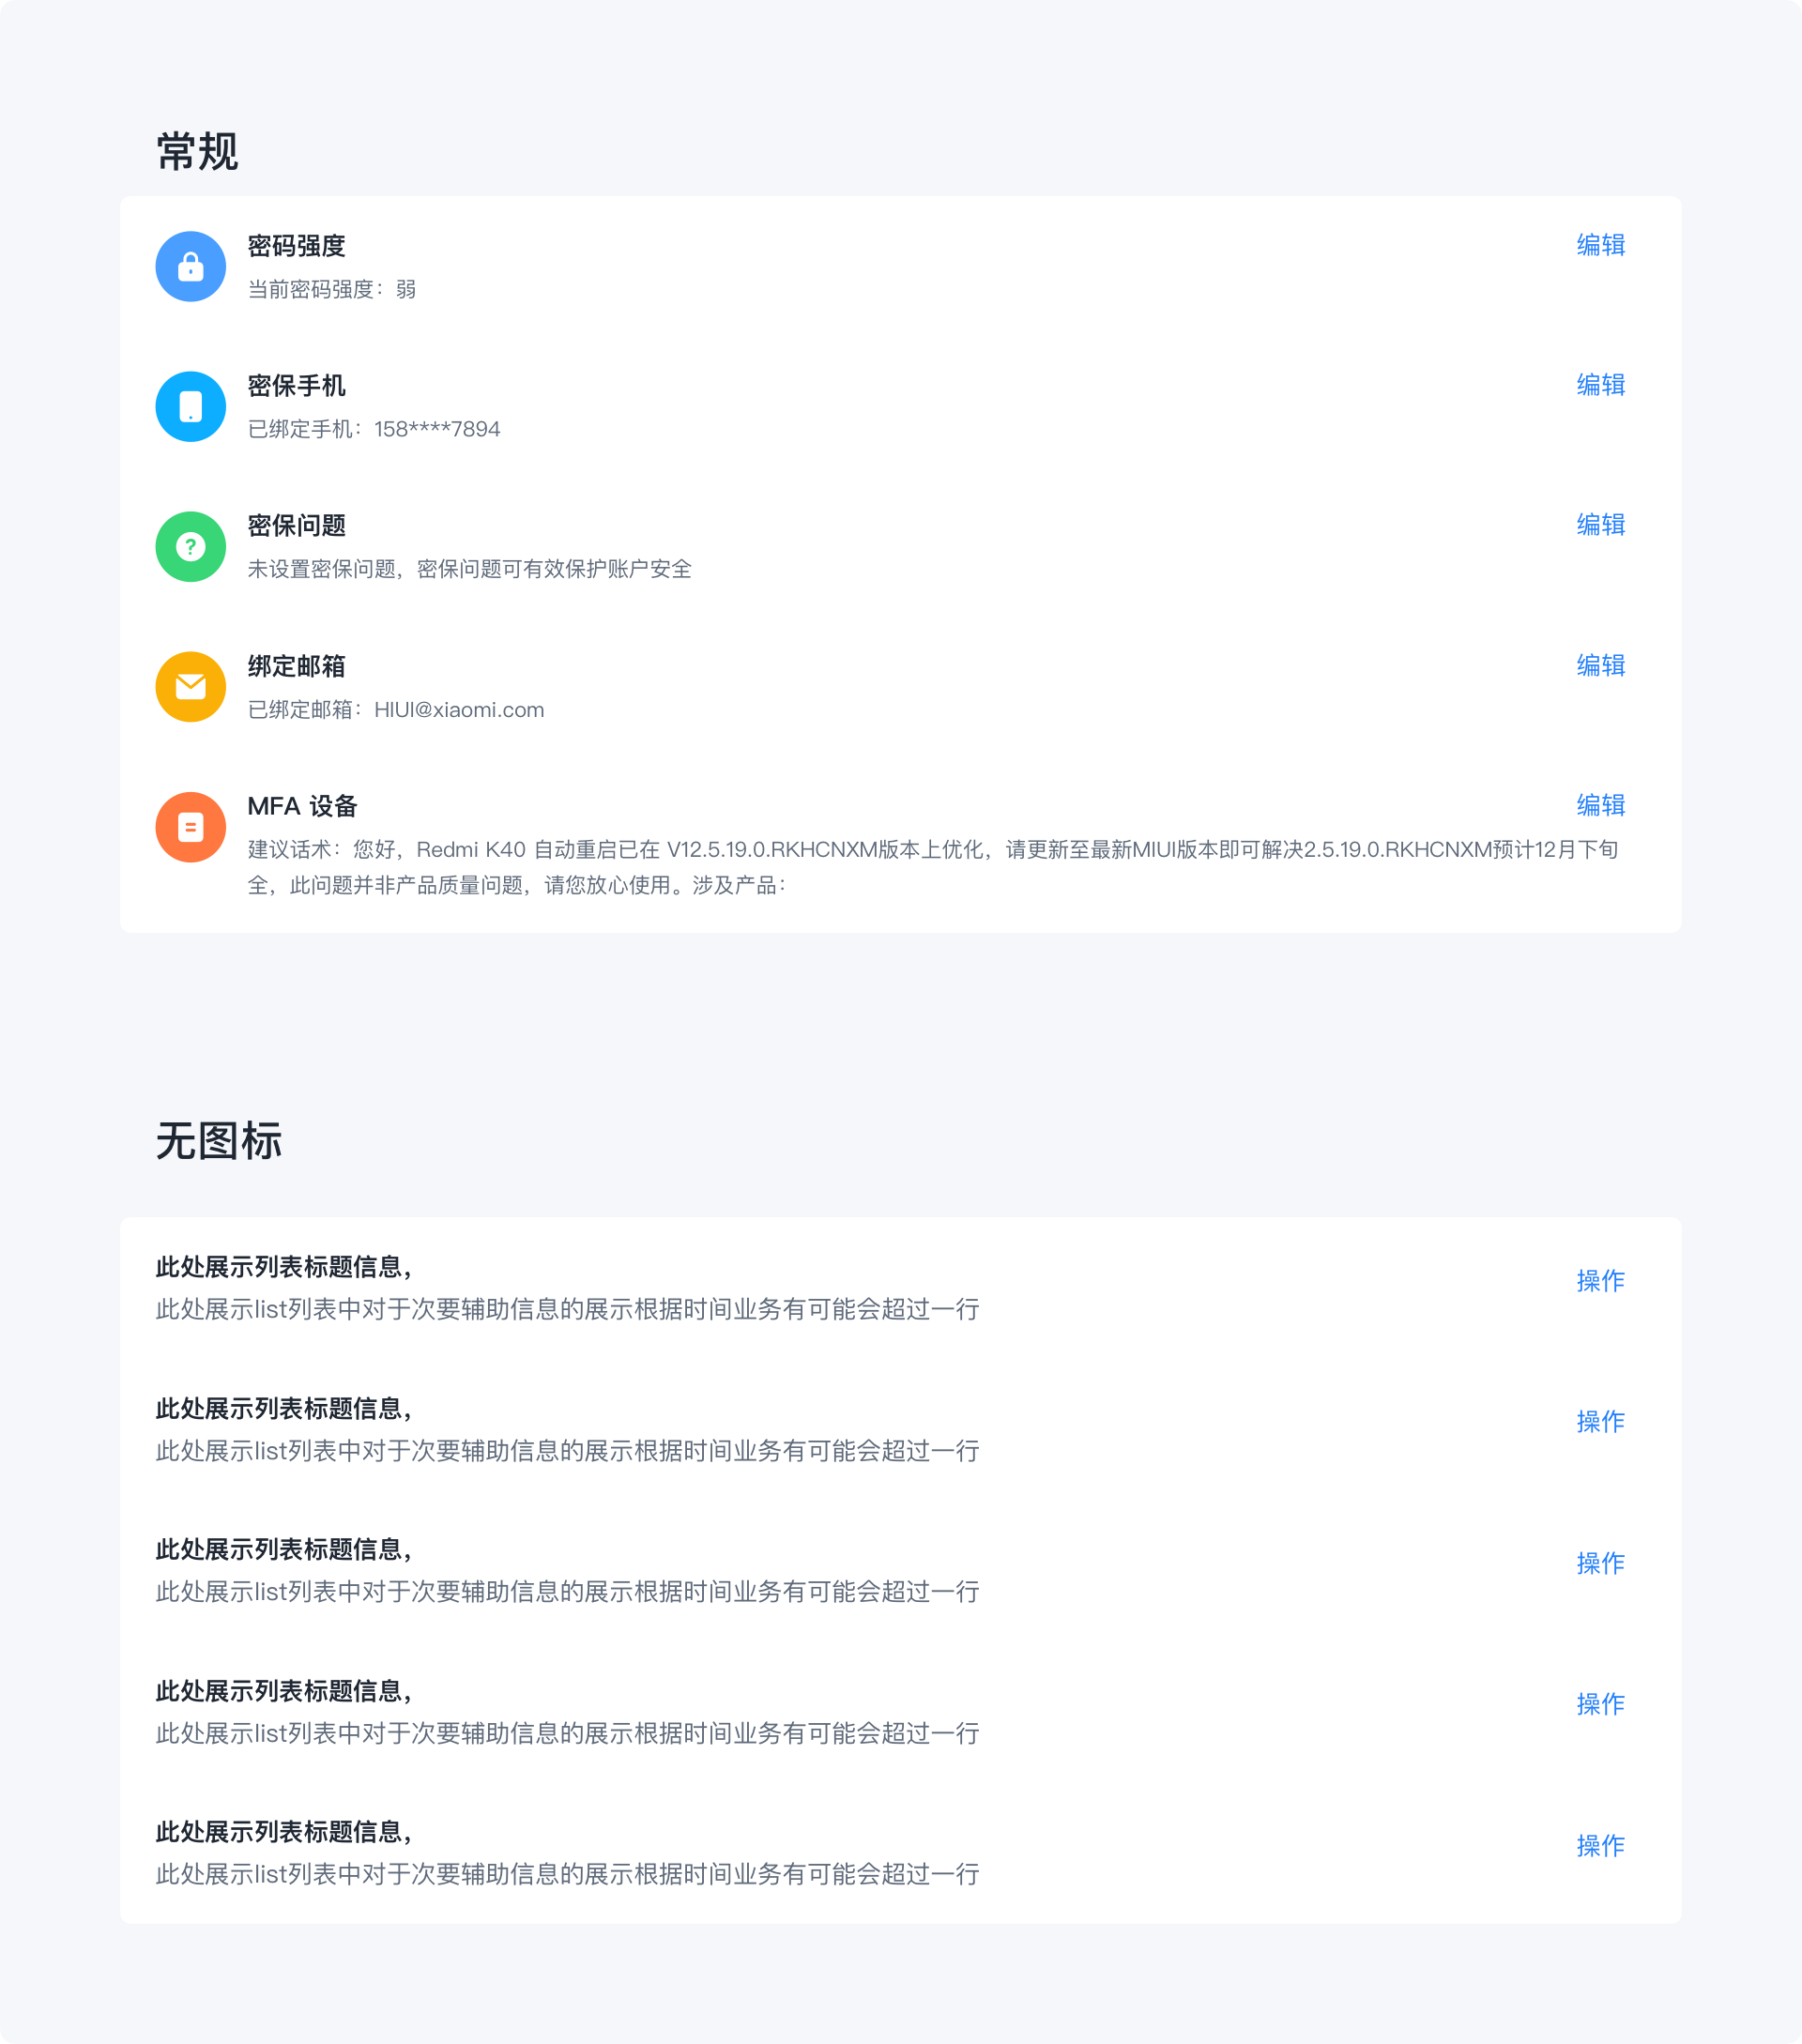 常规
密码强度
编辑
当前密码强度：弱
密保手机
编辑
已绑定手机：158****7894
密保问题
编辑
未设置密保问题，密保问题可有效保护账户安全
绑定邮箱
编辑
已绑定邮箱：HIUI@xiaomi.com
MFA 设备
编辑
建议话术：您好，Redmi K40 自动重启已在 V12.5.19.0.RKHCNXM版本上优化，请更新至最新MIUI版本即可解决2.5.19.0.RKHCNXM预计12月下旬
全，此问题并非产品质量问题，请您放心使用。涉及产品：
无图标
此处展示列表标题信息，
操作
此处展示list列表中对于次要辅助信息的展示根据时间业务有可能会超过一行
此处展示列表标题信息，
操作
此处展示list列表中对于次要辅助信息的展示根据时间业务有可能会超过一行
此处展示列表标题信息，
操作
此处展示list列表中对于次要辅助信息的展示根据时间业务有可能会超过一行
此处展示列表标题信息，
操作
此处展示list列表中对于次要辅助信息的展示根据时间业务有可能会超过一行
此处展示列表标题信息，
操作
此处展示list列表中对于次要辅助信息的展示根据时间业务有可能会超过一行